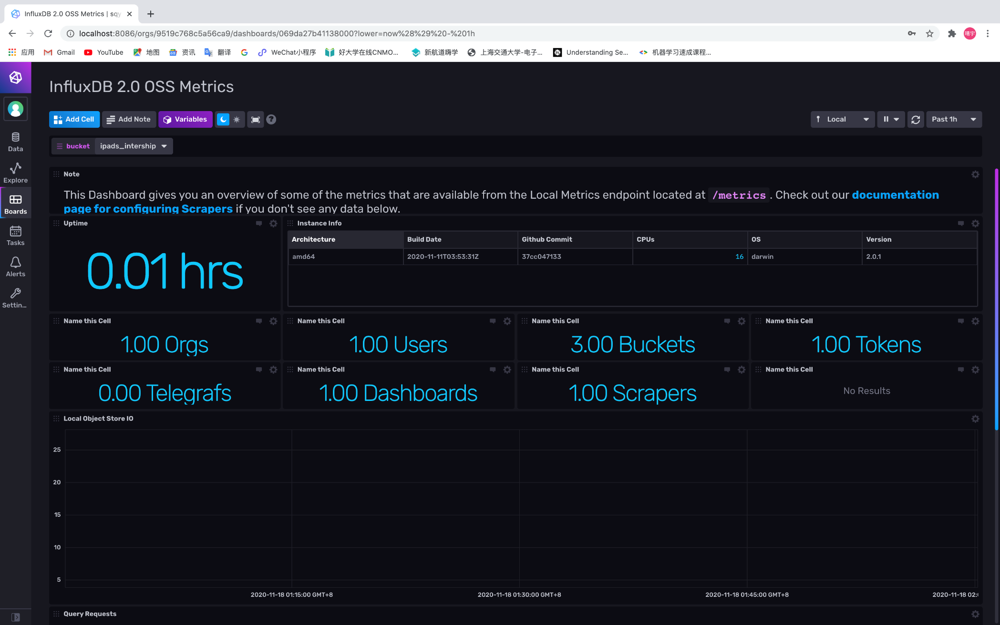 InfluxDB 2.0 OSS Metrics | sqy
localhost:8086/orgs/9519c768c5a56ca9/dashboards/069da27b41138000?lower=now%28%29%20-%201h
晴宇
应用 Gmail YouTube 地图 资讯 翻译 WeChat小程序 好大学在线CNMO... 新航道嗨学 上海交通大学-电子... Understanding Se... 机器学习速成课程...
InfluxDB 2.0 OSS Metrics
Add Cell Add Note Variables ? Local Past 1h
bucket ipads_intership
Data
Explore
Boards
Tasks
Alerts
Settin...
Note
This Dashboard gives you an overview of some of the metrics that are available from the Local Metrics endpoint located at /metrics . Check out our documentation
page for configuring Scrapers if you don't see any data below.
Uptime
0.01 hrs
Instance Info
Architecture Build Date Github Commit CPUs OS Version
amd64 2020-11-11T03:53:31Z 37cc047133 16 darwin 2.0.1
Name this Cell Name this Cell Name this Cell Name this Cell
1.00 Orgs 1.00 Users 3.00 Buckets 1.00 Tokens
Name this Cell Name this Cell Name this Cell Name this Cell
0.00 Telegrafs 1.00 Dashboards 1.00 Scrapers No Results
Local Object Store IO
25
20
15
10
5
2020-11-18 01:15:00 GMT+8 2020-11-18 01:30:00 GMT+8 2020-11-18 01:45:00 GMT+8 2020-11-18 02:
Query Requests